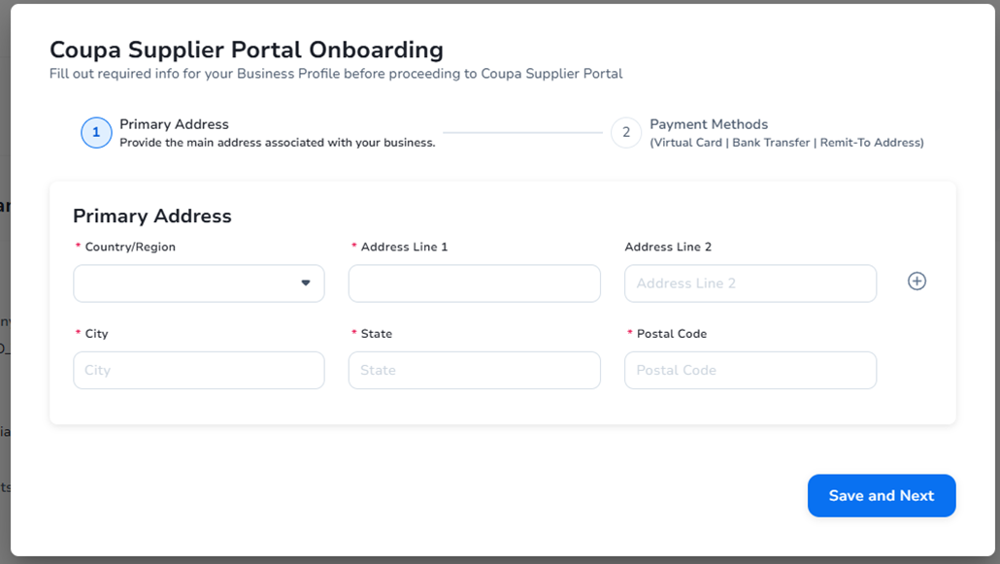 Coupa Supplier Portal Onboarding
Fill out required info for your Business Profile before proceeding to Coupa Supplier Portal
1 Primary Address
Provide the main address associated with your business.
2 Payment Methods
(Virtual Card | Bank Transfer | Remit-To Address)
Primary Address
* Country/Region * Address Line 1 Address Line 2
Address Line 2
* City * State * Postal Code
City State Postal Code
Save and Next